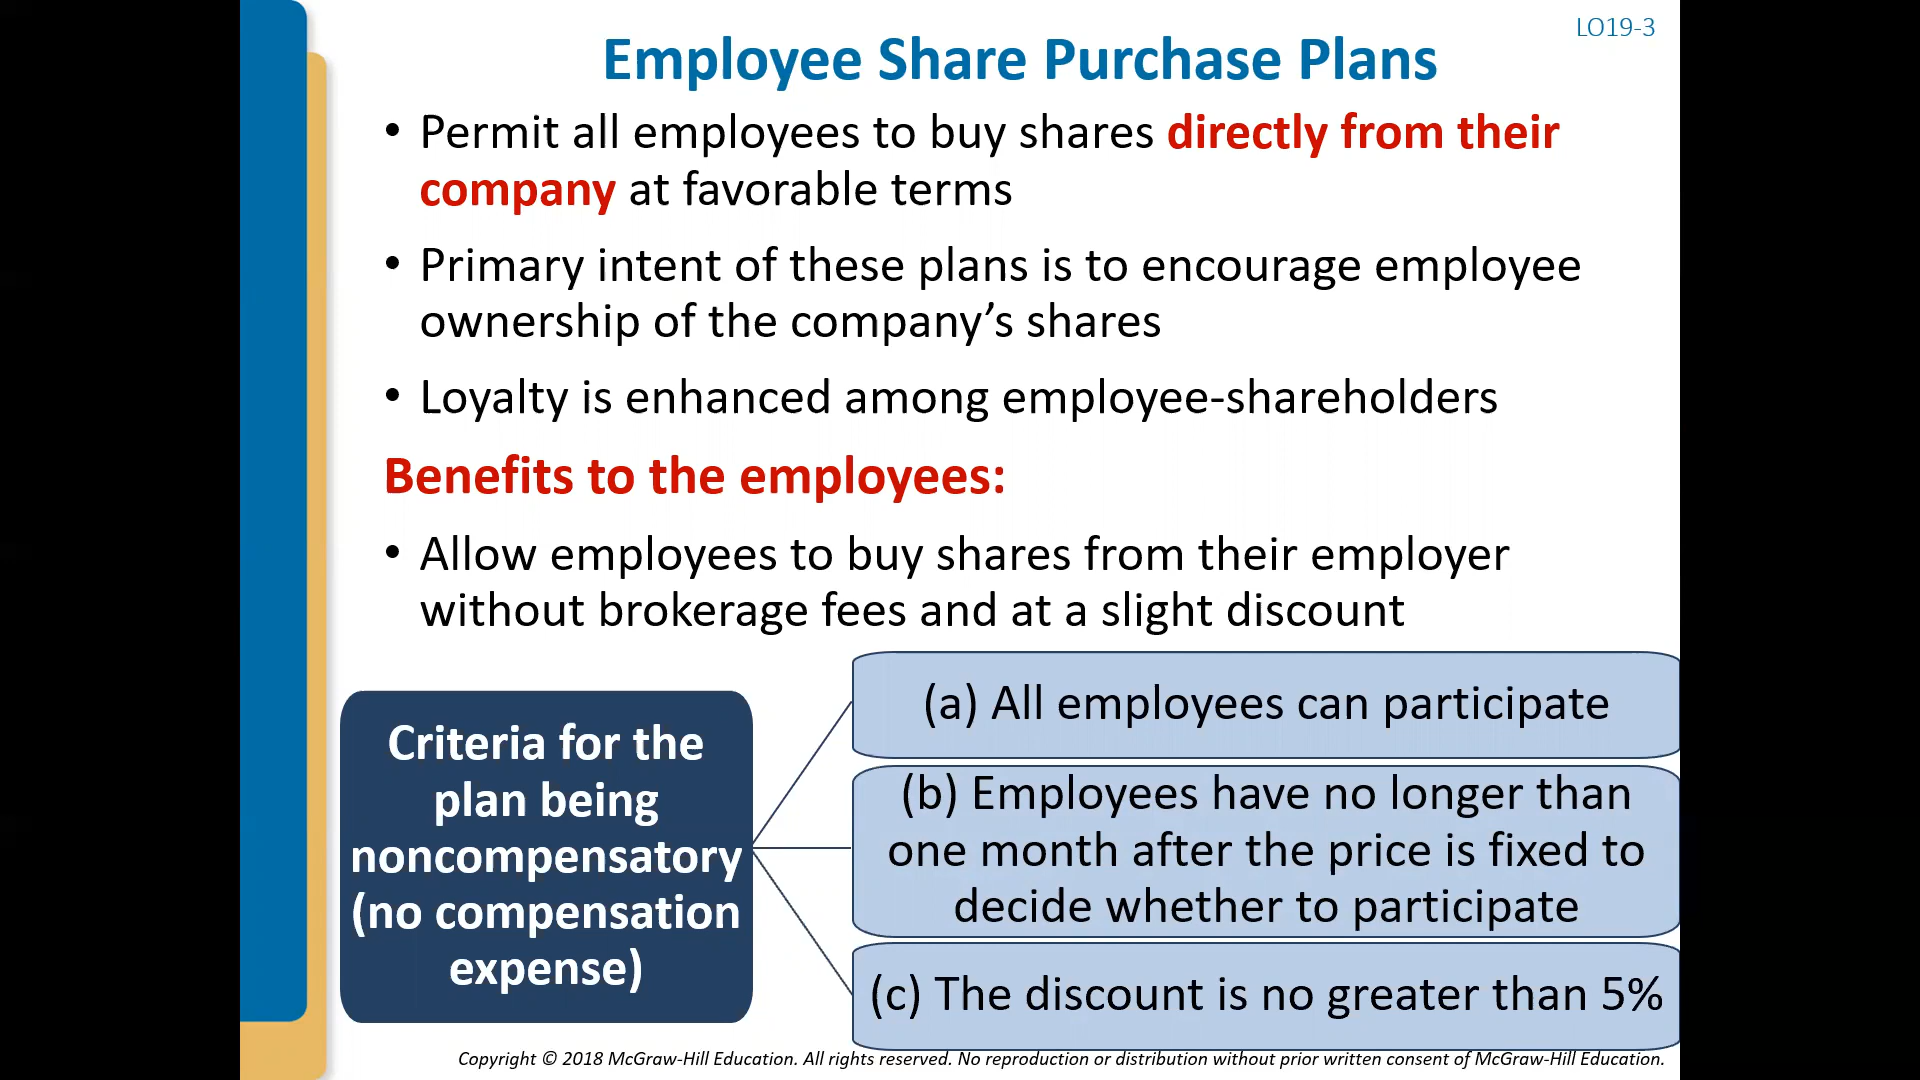 LO19-3
Employee Share Purchase Plans
• Permit all employees to buy shares directly from their
company at favorable terms
• Primary intent of these plans is to encourage employee
ownership of the company’s shares
• Loyalty is enhanced among employee-shareholders
Benefits to the employees:
• Allow employees to buy shares from their employer
without brokerage fees and at a slight discount
Criteria for the
plan being
noncompensatory
(no compensation
expense)
(a) All employees can participate
(b) Employees have no longer than
one month after the price is fixed to
decide whether to participate
(c) The discount is no greater than 5%
Copyright © 2018 McGraw-Hill Education. All rights reserved. No reproduction or distribution without prior written consent of McGraw-Hill Education.